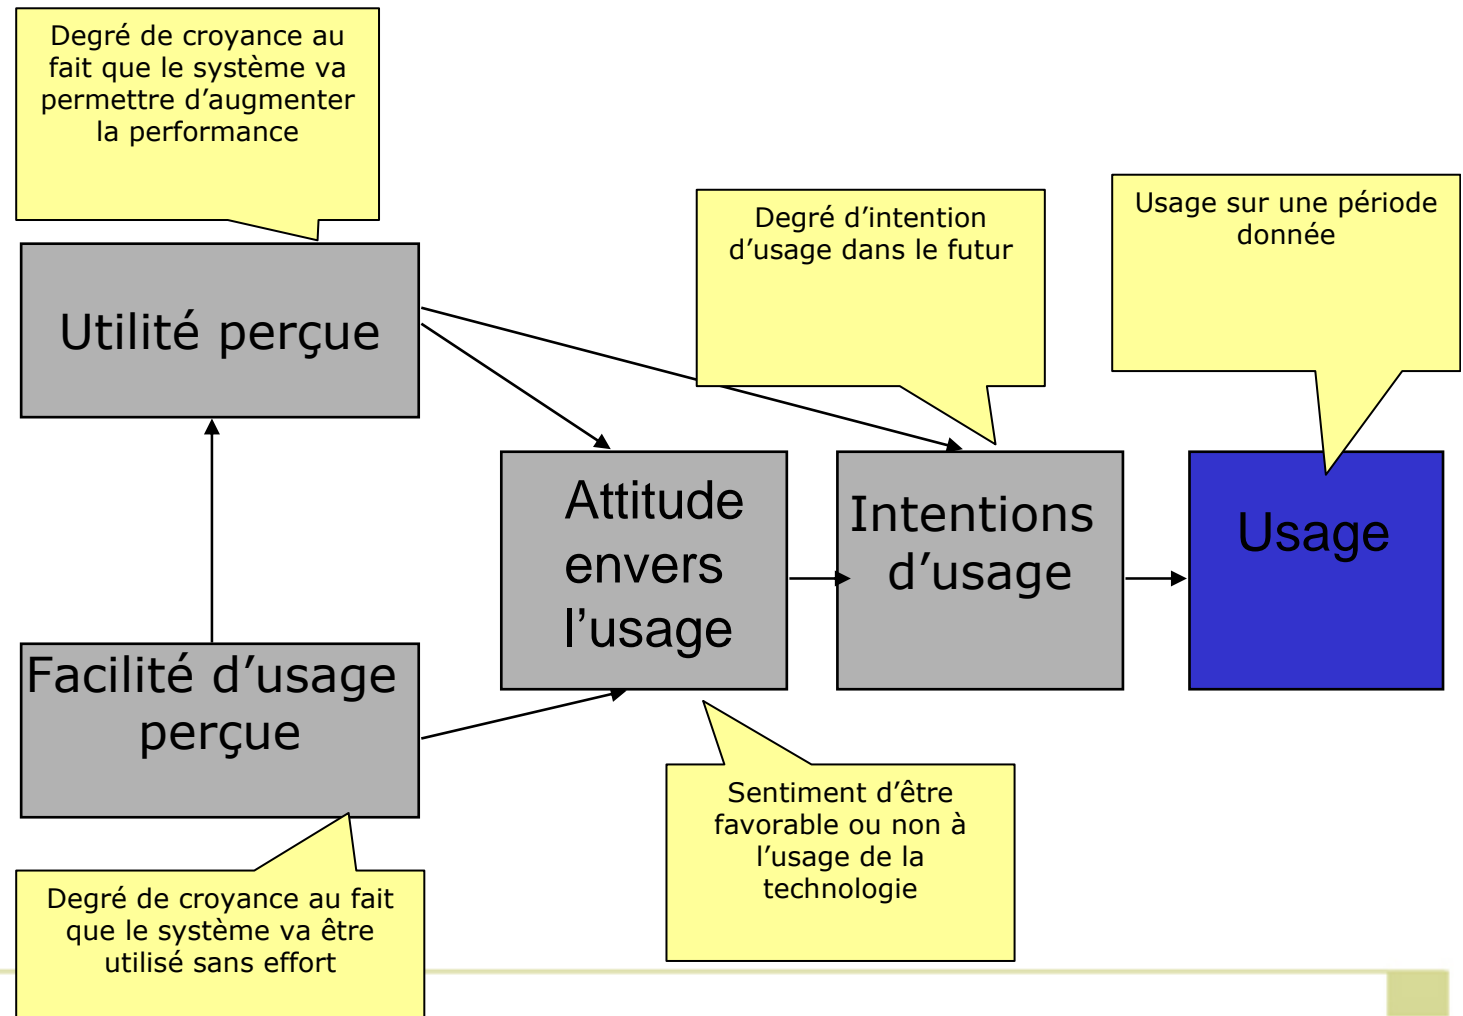 Degré de croyance au
fait que le système va
permettre d’augmenter
la performance
Utilité perçue
Degré d’intention
d’usage dans le futur
Usage sur une période
donnée
Attitude
envers
l’usage
Intentions
d’usage
Usage
Facilité d’usage
perçue
Sentiment d’être
favorable ou non à
l’usage de la
technologie
Degré de croyance au fait
que le système va être
utilisé sans effort